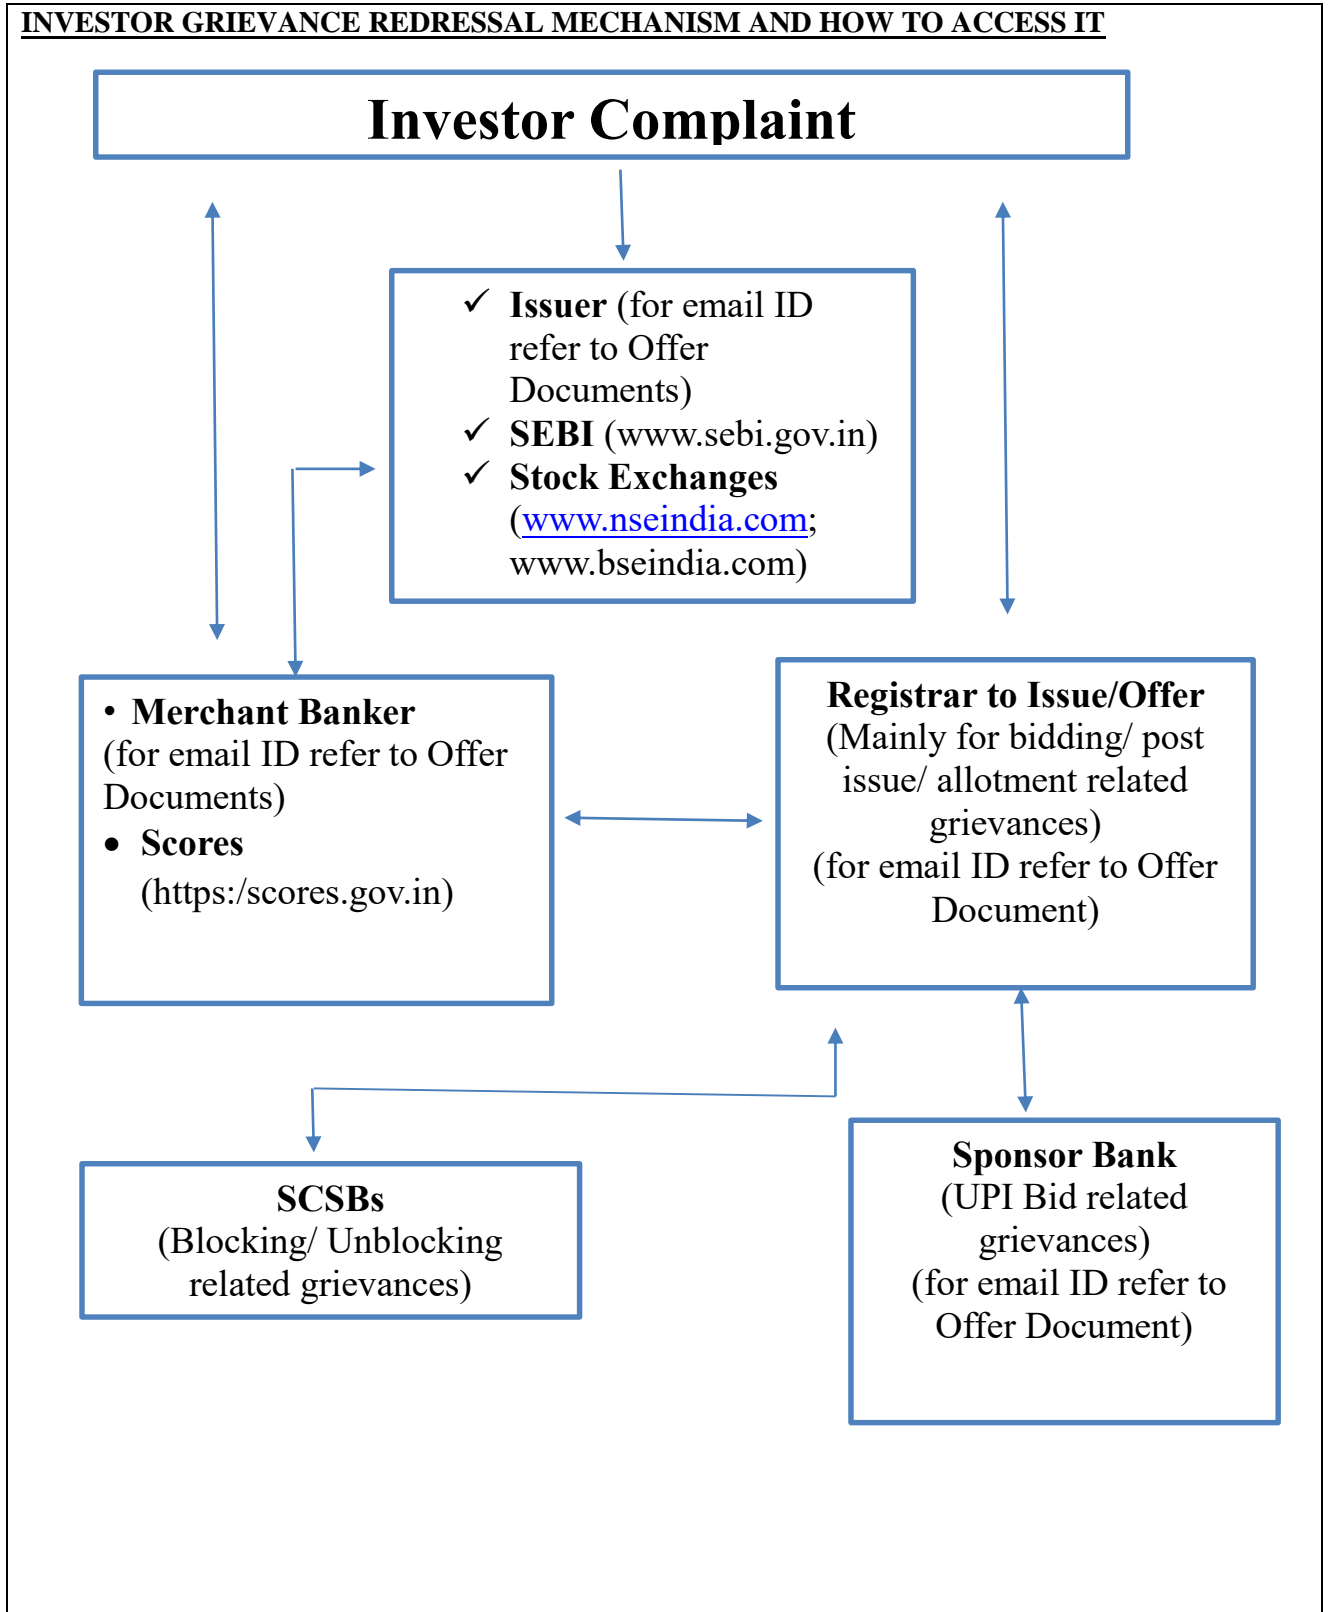 INVESTOR GRIEVANCE REDRESSAL MECHANISM AND HOW TO ACCESS IT
Investor Complaint
✓ Issuer (for email ID
refer to Offer
Documents)
✓ SEBI (www.sebi.gov.in)
✓ Stock Exchanges
(www.nseindia.com;
www.bseindia.com)
• Merchant Banker
(for email ID refer to Offer
Documents)
• Scores
(https:/scores.gov.in)
Registrar to Issue/Offer
(Mainly for bidding/ post
issue/ allotment related
grievances)
(for email ID refer to Offer
Document)
SCSBs
(Blocking/ Unblocking
related grievances)
Sponsor Bank
(UPI Bid related
grievances)
(for email ID refer to
Offer Document)